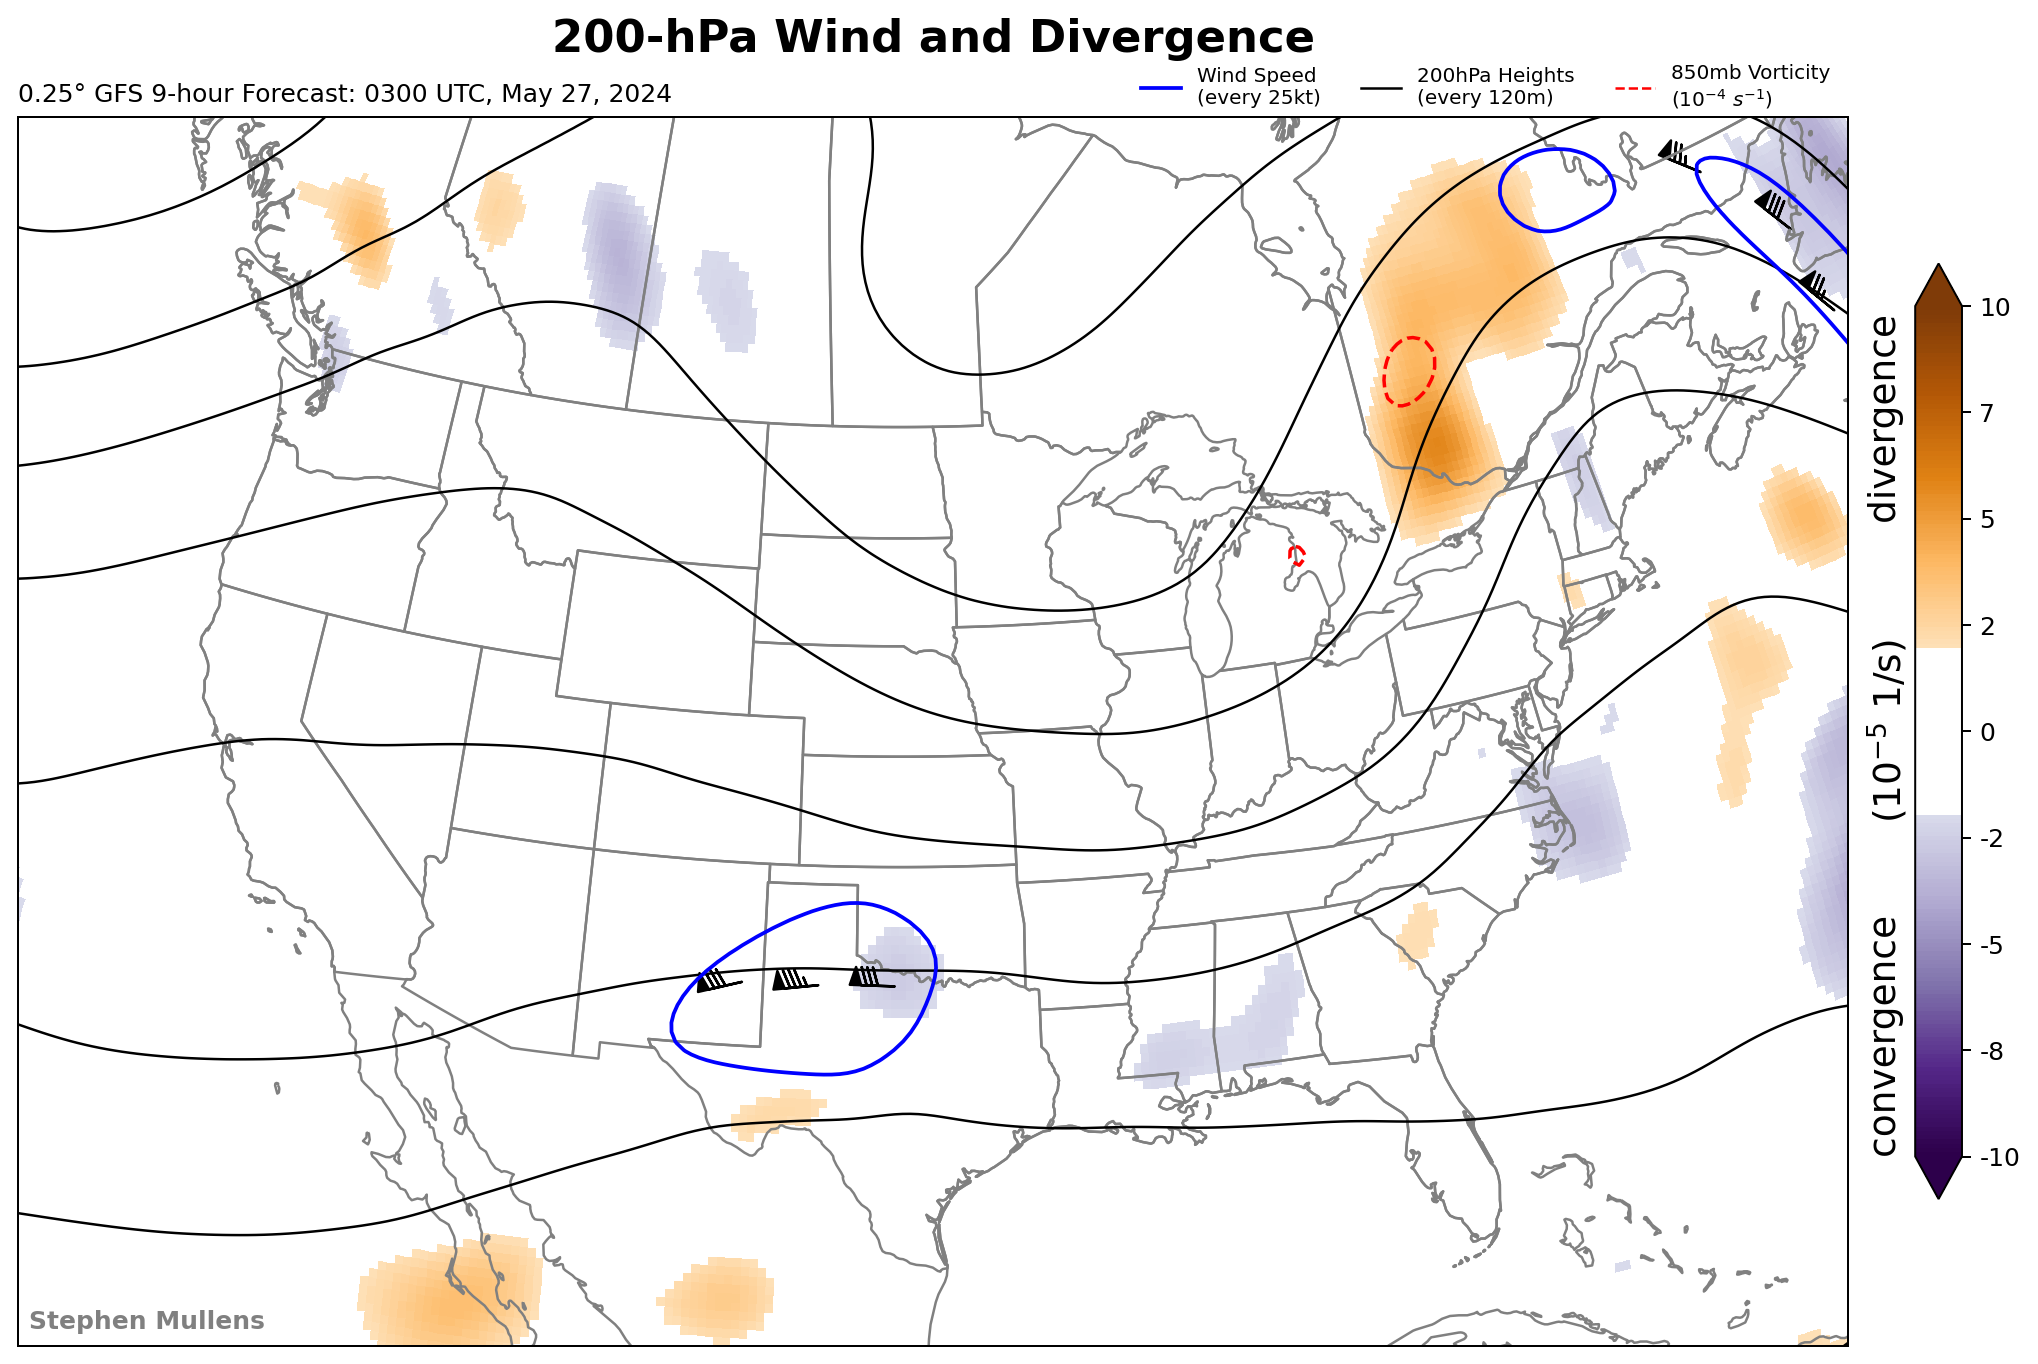 200-hPa Wind and Divergence
0.25° GFS 9-hour Forecast: 0300 UTC, May 27, 2024
Wind Speed
(every 25kt)
200hPa Heights
(every 120m)
850mb Vorticity
(10⁻⁴ s⁻¹)
10
7
5
2
0
-2
-5
-8
-10
convergence (10⁻⁵ 1/s) divergence
Stephen Mullens